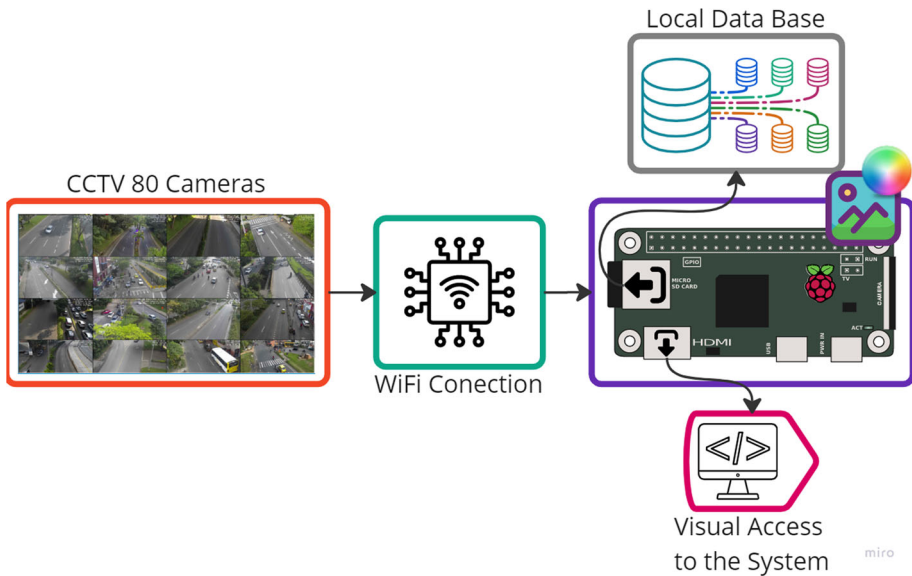 Local Data Base
CCTV 80 Cameras
WiFi Conection
GPIO
RUN
TV
MICRO
SD CARD
CAMERA
HDMI
USB
PWR IN
ACT
</>
Visual Access
to the System
miro